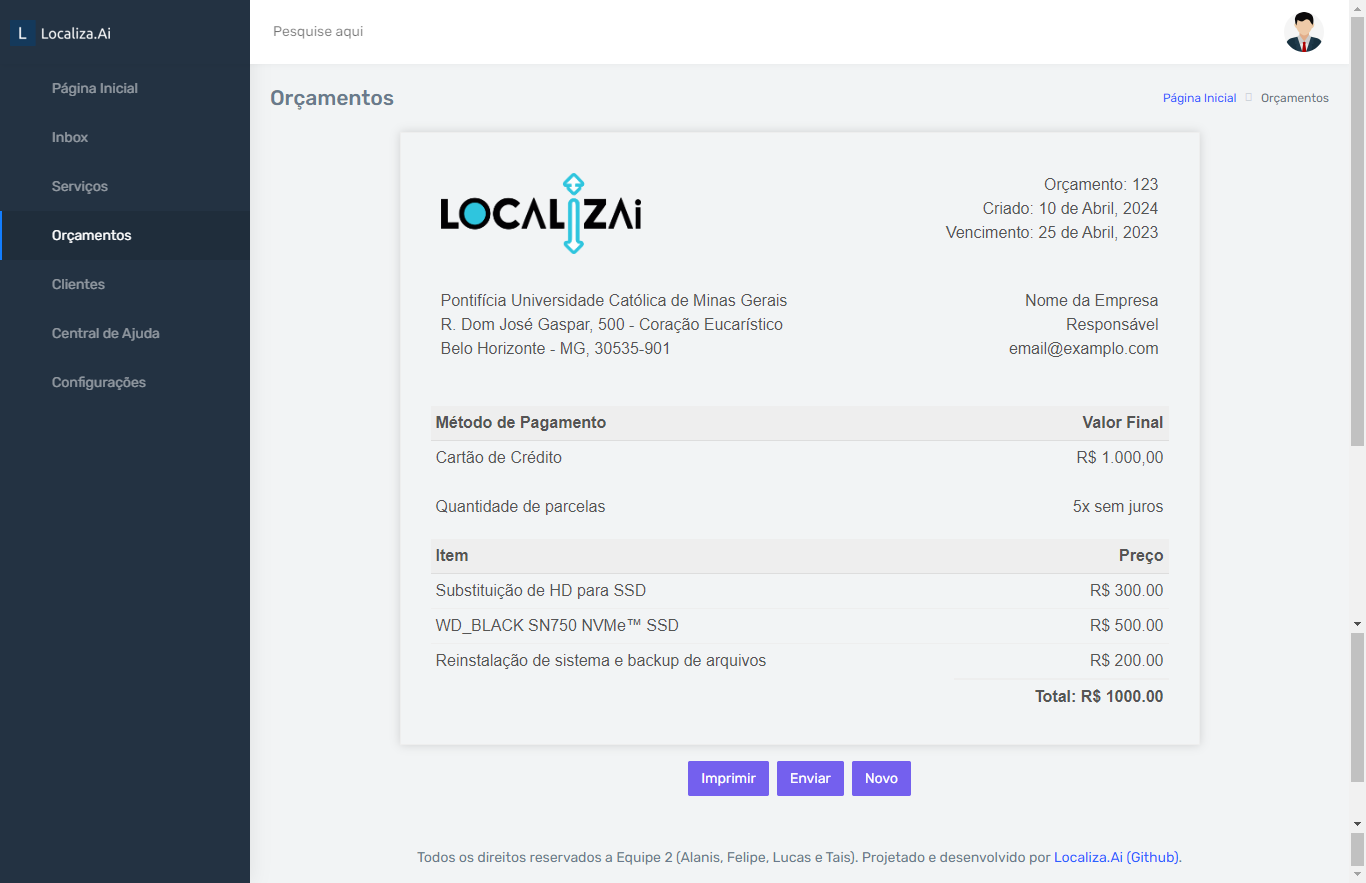 L Localiza.Ai
Pesquise aqui
Página Inicial
Inbox
Serviços
Orçamentos
Clientes
Central de Ajuda
Configurações
Orçamentos
Página Inicial Orçamentos
LOCALIZAi
Orçamento: 123
Criado: 10 de Abril, 2024
Vencimento: 25 de Abril, 2023
Pontifícia Universidade Católica de Minas Gerais
R. Dom José Gaspar, 500 - Coração Eucarístico
Belo Horizonte - MG, 30535-901
Nome da Empresa
Responsável
email@examplo.com
Método de Pagamento Valor Final
Cartão de Crédito R$ 1.000,00
Quantidade de parcelas 5x sem juros
Item Preço
Substituição de HD para SSD R$ 300.00
WD_BLACK SN750 NVMe™ SSD R$ 500.00
Reinstalação de sistema e backup de arquivos R$ 200.00
Total: R$ 1000.00
Imprimir Enviar Novo
Todos os direitos reservados a Equipe 2 (Alanis, Felipe, Lucas e Tais). Projetado e desenvolvido por Localiza.Ai (Github).